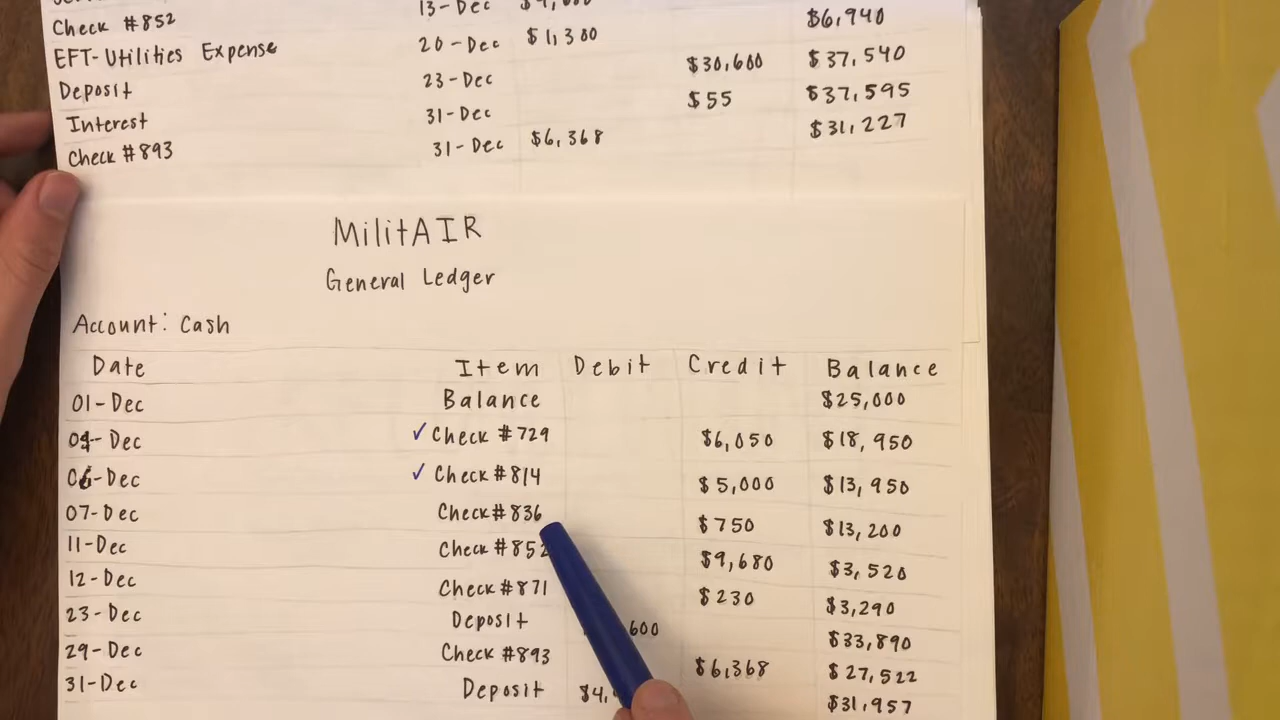 Check #852 13-Dec $6,940
EFT-Utilities Expense 20-Dec $1,300
Deposit 23-Dec $30,600 $37,540
Interest 31-Dec $55 $37,595
Check #893 31-Dec $6,368 $31,227
MilitAIR
General Ledger
Account: Cash
Date Item Debit Credit Balance
01-Dec Balance $25,000
04-Dec ✓ Check #729 $6,050 $18,950
06-Dec ✓ Check #814 $5,000 $13,950
07-Dec Check #836 $750 $13,200
11-Dec Check #852 $9,680 $3,520
12-Dec Check #871 $230 $3,290
23-Dec Deposit 600 $33,890
29-Dec Check #893 $6,368 $27,522
31-Dec Deposit $4, $31,957